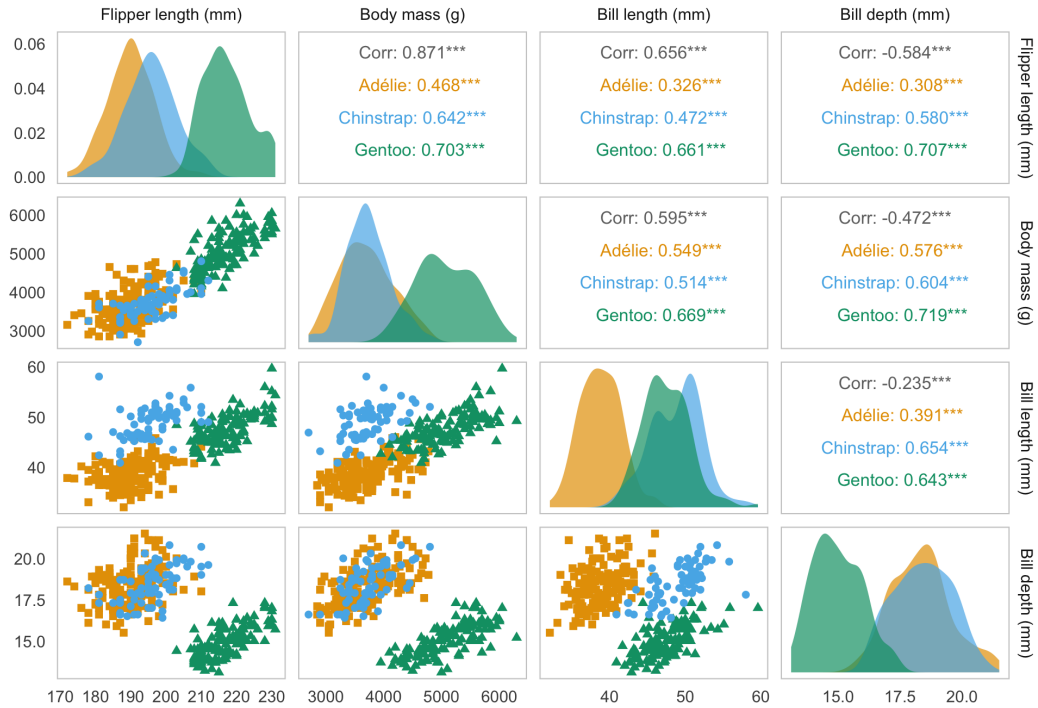 Flipper length (mm) Body mass (g) Bill length (mm) Bill depth (mm)
0.06
0.04
0.02
0.00
Corr: 0.871***
Adélie: 0.468***
Chinstrap: 0.642***
Gentoo: 0.703***
Corr: 0.656***
Adélie: 0.326***
Chinstrap: 0.472***
Gentoo: 0.661***
Corr: -0.584***
Adélie: 0.308***
Chinstrap: 0.580***
Gentoo: 0.707***
Flipper length (mm)
6000
5000
4000
3000
Corr: 0.595***
Adélie: 0.549***
Chinstrap: 0.514***
Gentoo: 0.669***
Corr: -0.472***
Adélie: 0.576***
Chinstrap: 0.604***
Gentoo: 0.719***
Body mass (g)
60
50
40
Corr: -0.235***
Adélie: 0.391***
Chinstrap: 0.654***
Gentoo: 0.643***
Bill length (mm)
20.0
17.5
15.0
Bill depth (mm)
170 180 190 200 210 220 230 3000 4000 5000 6000 40 50 60 15.0 17.5 20.0